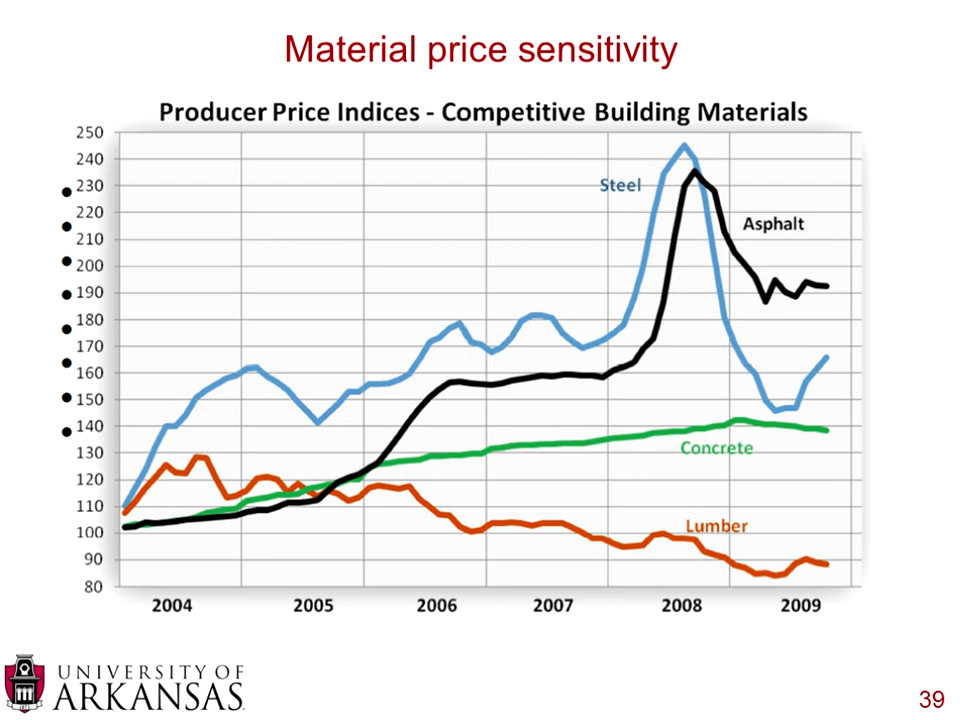 Material price sensitivity
Producer Price Indices - Competitive Building Materials
250
240
230
220
210
200
190
180
170
160
150
140
130
120
110
100
90
80
Steel
Asphalt
Concrete
Lumber
2004 2005 2006 2007 2008 2009
UNIVERSITY OF
ARKANSAS
39